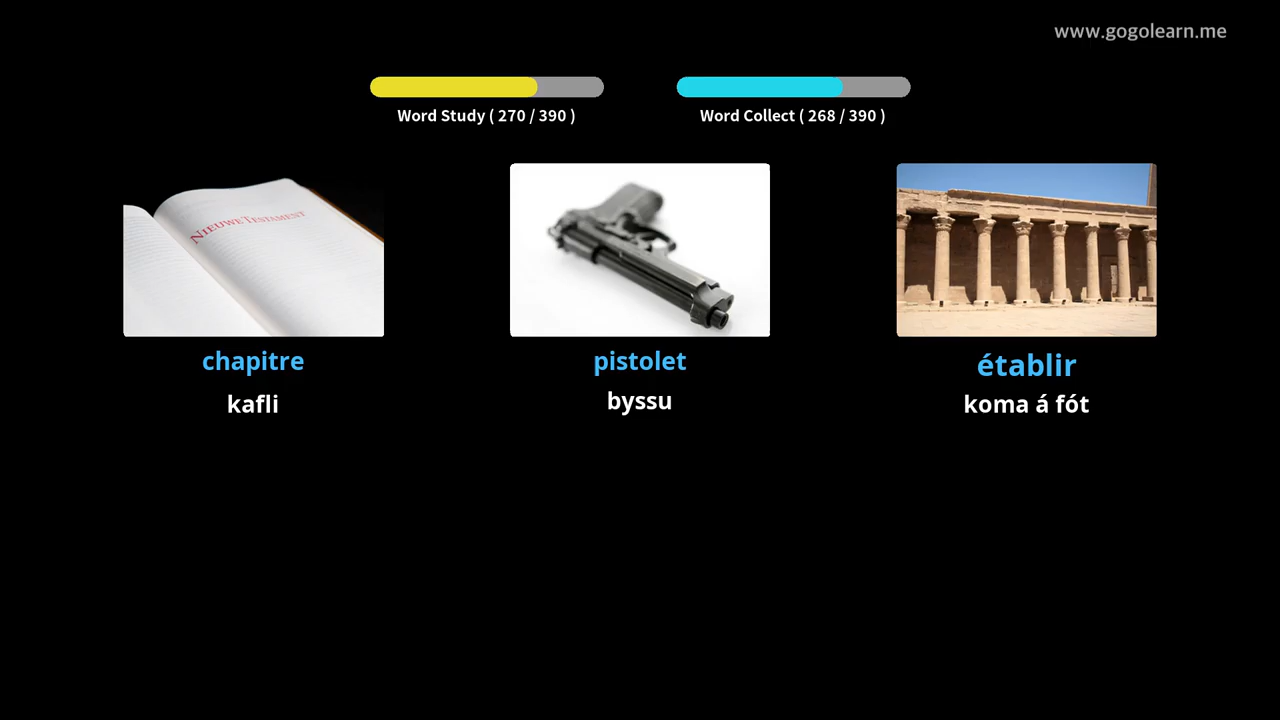 www.gogolearn.me
Word Study ( 270 / 390 )
Word Collect ( 268 / 390 )
NIEUWE TESTAMENT
chapitre
kafli
pistolet
byssu
établir
koma á fót